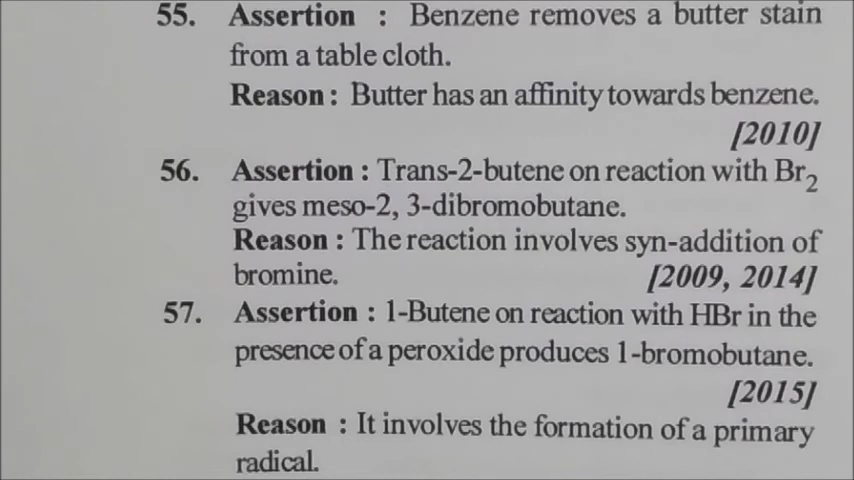 55. Assertion : Benzene removes a butter stain
from a table cloth.
Reason : Butter has an affinity towards benzene.
[2010]
56. Assertion : Trans-2-butene on reaction with Br₂
gives meso-2, 3-dibromobutane.
Reason : The reaction involves syn-addition of
bromine. [2009, 2014]
57. Assertion : 1-Butene on reaction with HBr in the
presence of a peroxide produces 1-bromobutane.
[2015]
Reason : It involves the formation of a primary
radical.